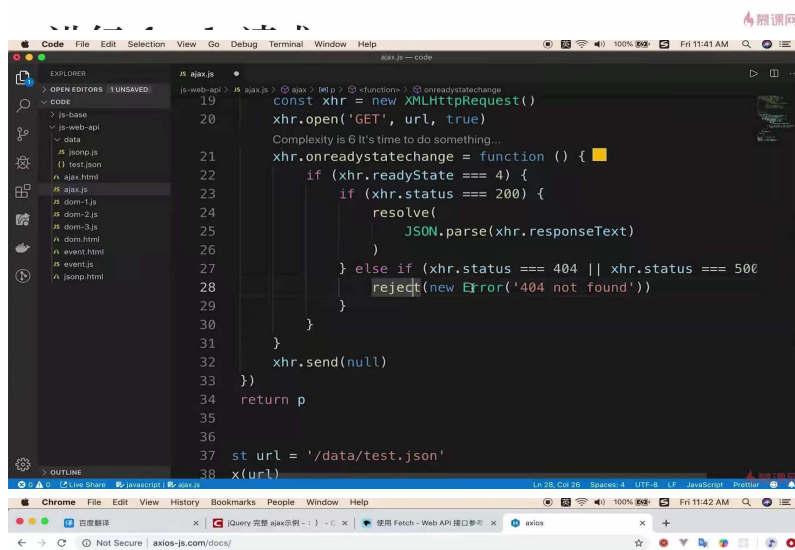 慕课网
Code File Edit Selection View Go Debug Terminal Window Help 100% Fri 11:41 AM
ajax.js — code
EXPLORER
ajax.js
OPEN EDITORS 1 UNSAVED
js-web-api > JS ajax.js > ajax > p > <function> > onreadystatechange
CODE
js-base
js-web-api
data
JS jsonp.js
{} test.json
ajax.html
JS ajax.js
JS dom-1.js
JS dom-2.js
JS dom-3.js
dom.html
event.html
JS event.js
jsonp.html
OUTLINE
19 const xhr = new XMLHttpRequest()
20 xhr.open('GET', url, true)
Complexity is 6 It's time to do something...
21 xhr.onreadystatechange = function () {
22 if (xhr.readyState === 4) {
23 if (xhr.status === 200) {
24 resolve(
25 JSON.parse(xhr.responseText)
26 )
27 } else if (xhr.status === 404 || xhr.status === 500
28 reject(new Error('404 not found'))
29 }
30 }
31 }
32 xhr.send(null)
33 })
34 return p
35
36
37 st url = '/data/test.json'
38 x(url)
0 0 Live Share javascript | ajax.js Ln 28, Col 26 Spaces: 4 UTF-8 LF JavaScript Prettier
Chrome File Edit View History Bookmarks People Window Help 100% Fri 11:42 AM
百度翻译 jQuery 完整 ajax示例 - : ) - 使用 Fetch - Web API 接口参考 axios
Not Secure | axios-js.com/docs/